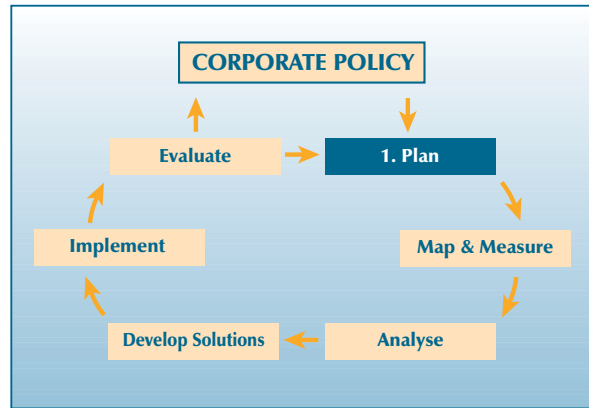 CORPORATE POLICY
Evaluate
1. Plan
Implement
Map & Measure
Develop Solutions
Analyse